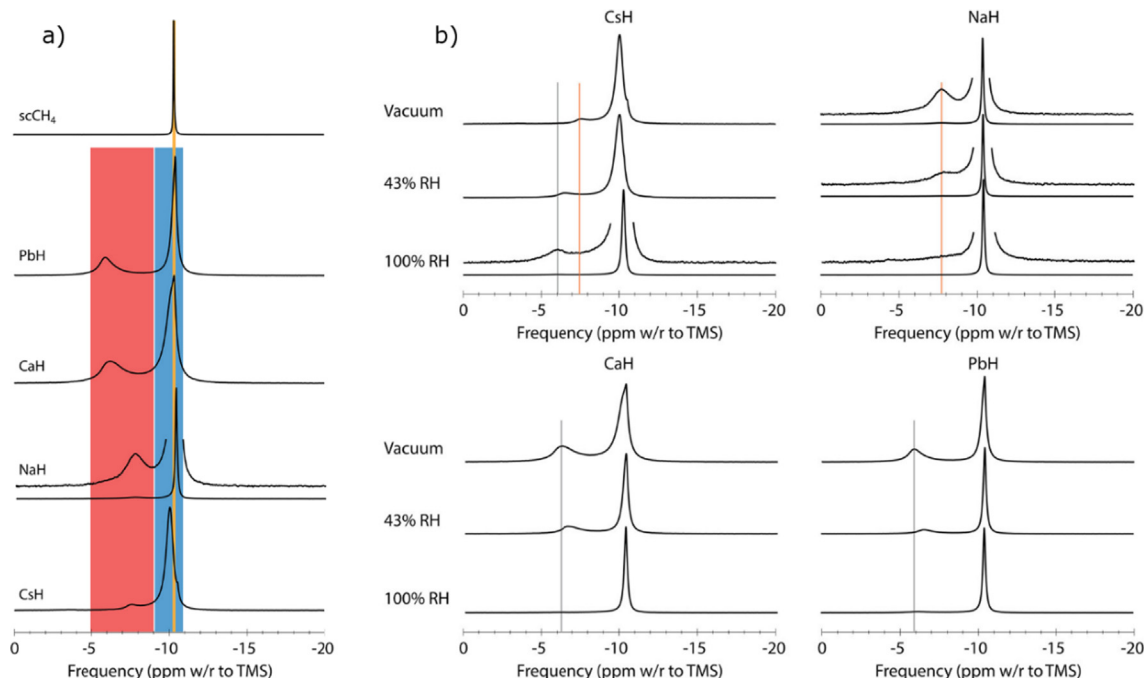 a)
scCH₄
PbH
CaH
NaH
CsH
0 -5 -10 -15 -20
Frequency (ppm w/r to TMS)
b)
CsH
NaH
Vacuum
43% RH
100% RH
0 -5 -10 -15 -20
0 -5 -10 -15 -20
Frequency (ppm w/r to TMS)
Frequency (ppm w/r to TMS)
CaH
PbH
Vacuum
43% RH
100% RH
0 -5 -10 -15 -20
0 -5 -10 -15 -20
Frequency (ppm w/r to TMS)
Frequency (ppm w/r to TMS)